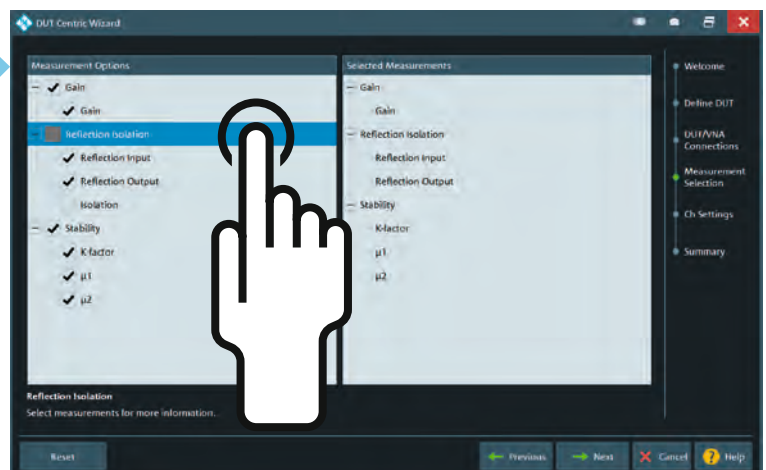 DUT Centric Wizard
Measurement Options
Gain
Gain
Reflection Isolation
Reflection Input
Reflection Output
Isolation
Stability
K-factor
μ1
μ2
Selected Measurements
Gain
Gain
Reflection Isolation
Reflection Input
Reflection Output
Stability
K-factor
μ1
μ2
Welcome
Define DUT
DUT/VNA
Connections
Measurement
Selection
Ch Settings
Summary
Reflection Isolation
Select measurements for more information.
Reset
Previous
Next
Cancel
Help